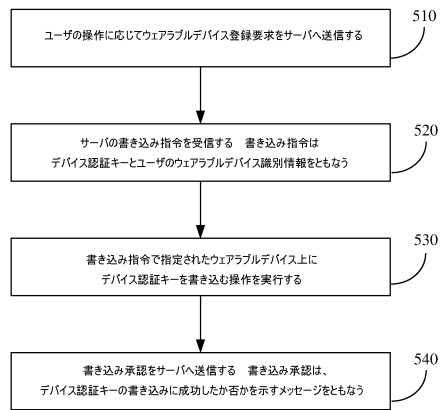 510
ユーザの操作に応じてウェアラブルデバイス登録要求をサーバへ送信する
520
サーバの書き込み指令を受信する　書き込み指令は
デバイス認証キーとユーザのウェアラブルデバイス識別情報をともなう
530
書き込み指令で指定されたウェアラブルデバイス上に
デバイス認証キーを書き込む操作を実行する
540
書き込み承認をサーバへ送信する　書き込み承認は、
デバイス認証キーの書き込みに成功したか否かを示すメッセージをともなう